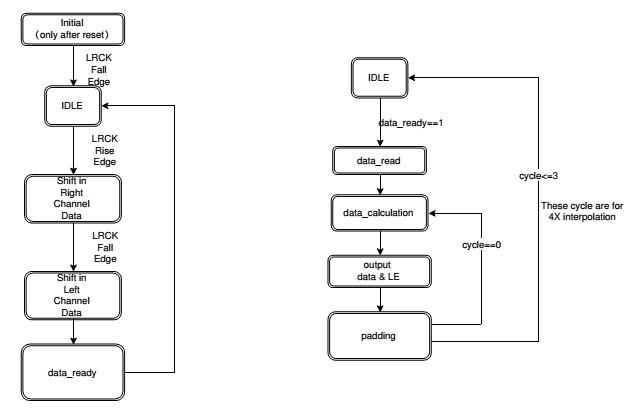 Initial
(only after reset)
LRCK
Fall
Edge
IDLE
LRCK
Rise
Edge
Shift in
Right
Channel
Data
LRCK
Fall
Edge
Shift in
Left
Channel
Data
data_ready
IDLE
data_ready==1
data_read
cycle<=3
These cycle are for
4X interpolation
data_calculation
cycle==0
output
data & LE
padding